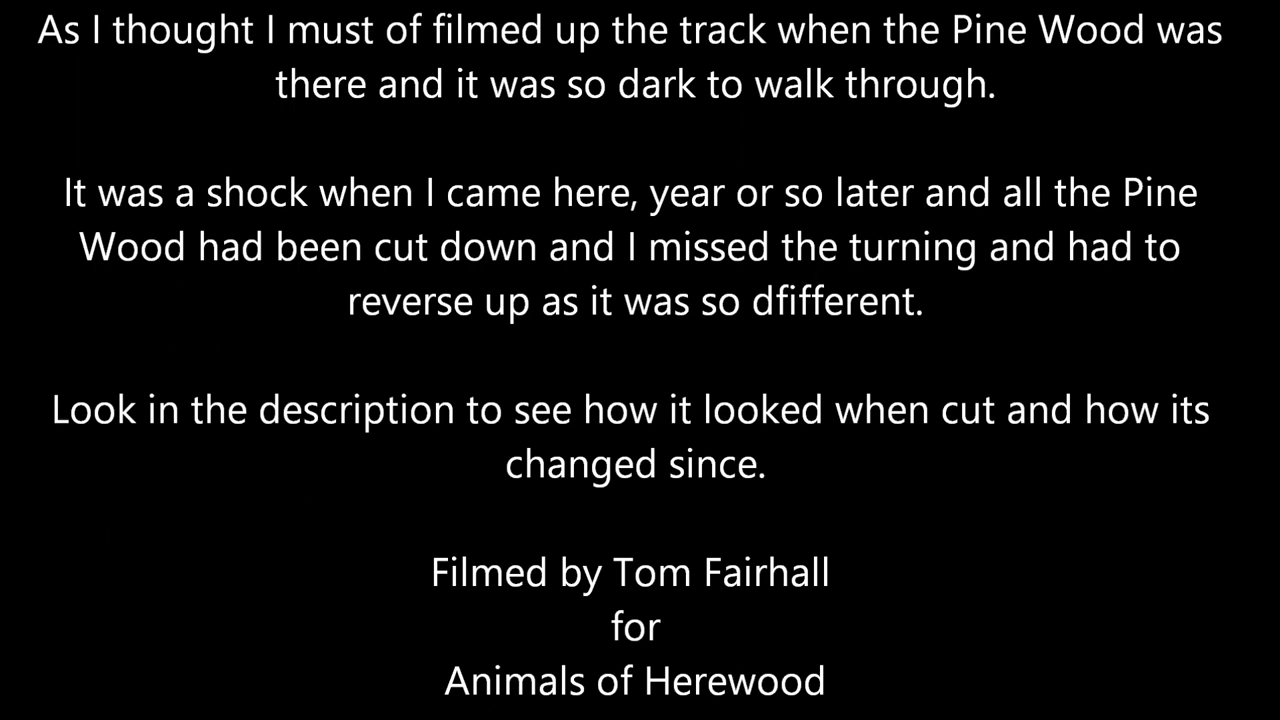 As I thought I must of filmed up the track when the Pine Wood was
there and it was so dark to walk through.
It was a shock when I came here, year or so later and all the Pine
Wood had been cut down and I missed the turning and had to
reverse up as it was so dfifferent.
Look in the description to see how it looked when cut and how its
changed since.
Filmed by Tom Fairhall
for
Animals of Herewood